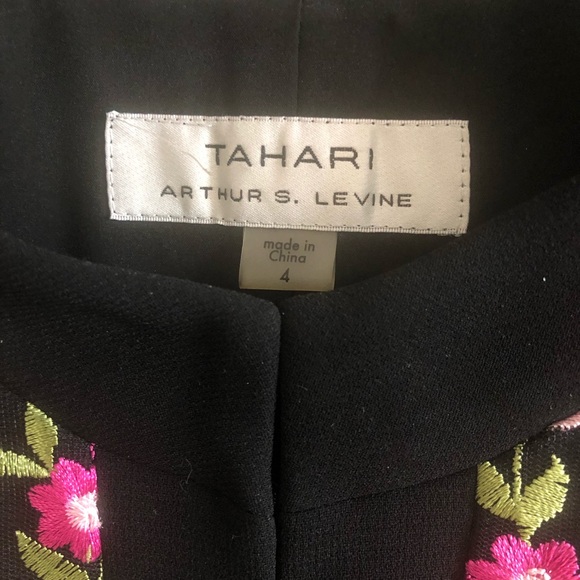 TAHARI
ARTHUR S. LEVINE
made in
China
4